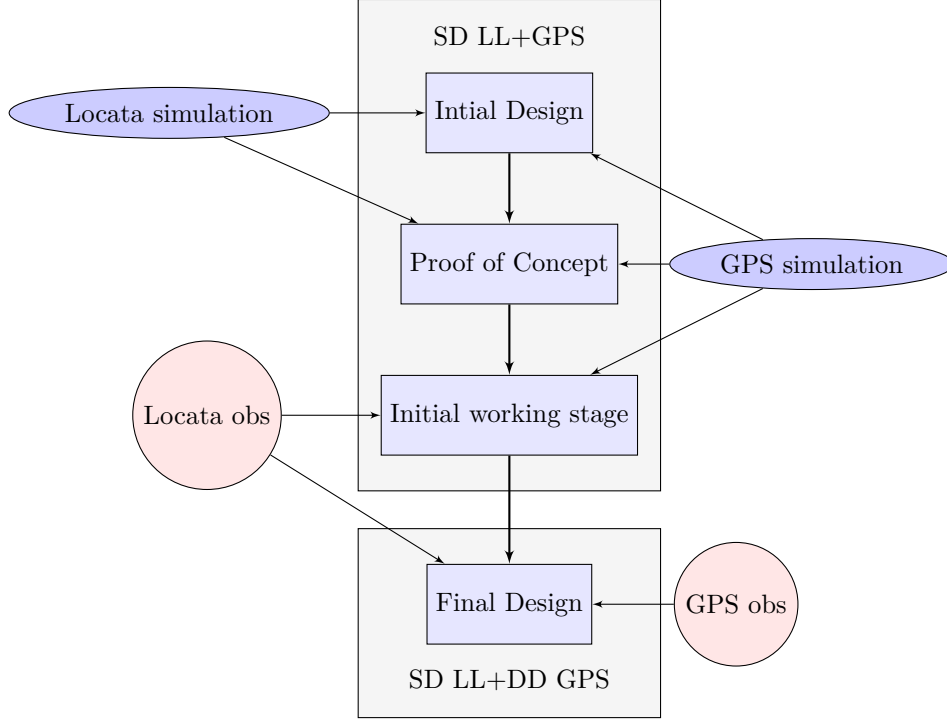 SD LL+GPS
Locata simulation
Intial Design
Proof of Concept
GPS simulation
Locata obs
Initial working stage
Final Design
GPS obs
SD LL+DD GPS